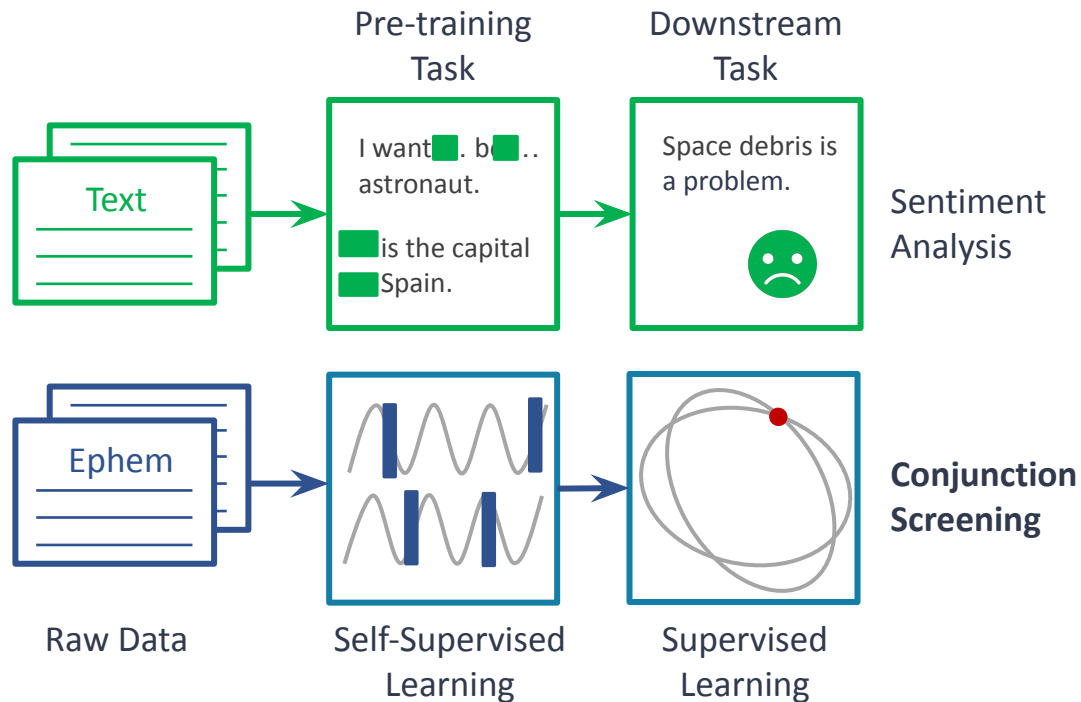 Pre-training
Task
Downstream
Task
Text
I want . b ..
astronaut.
is the capital
Spain.
Space debris is
a problem.
Sentiment
Analysis
Ephem
Conjunction
Screening
Raw Data
Self-Supervised
Learning
Supervised
Learning